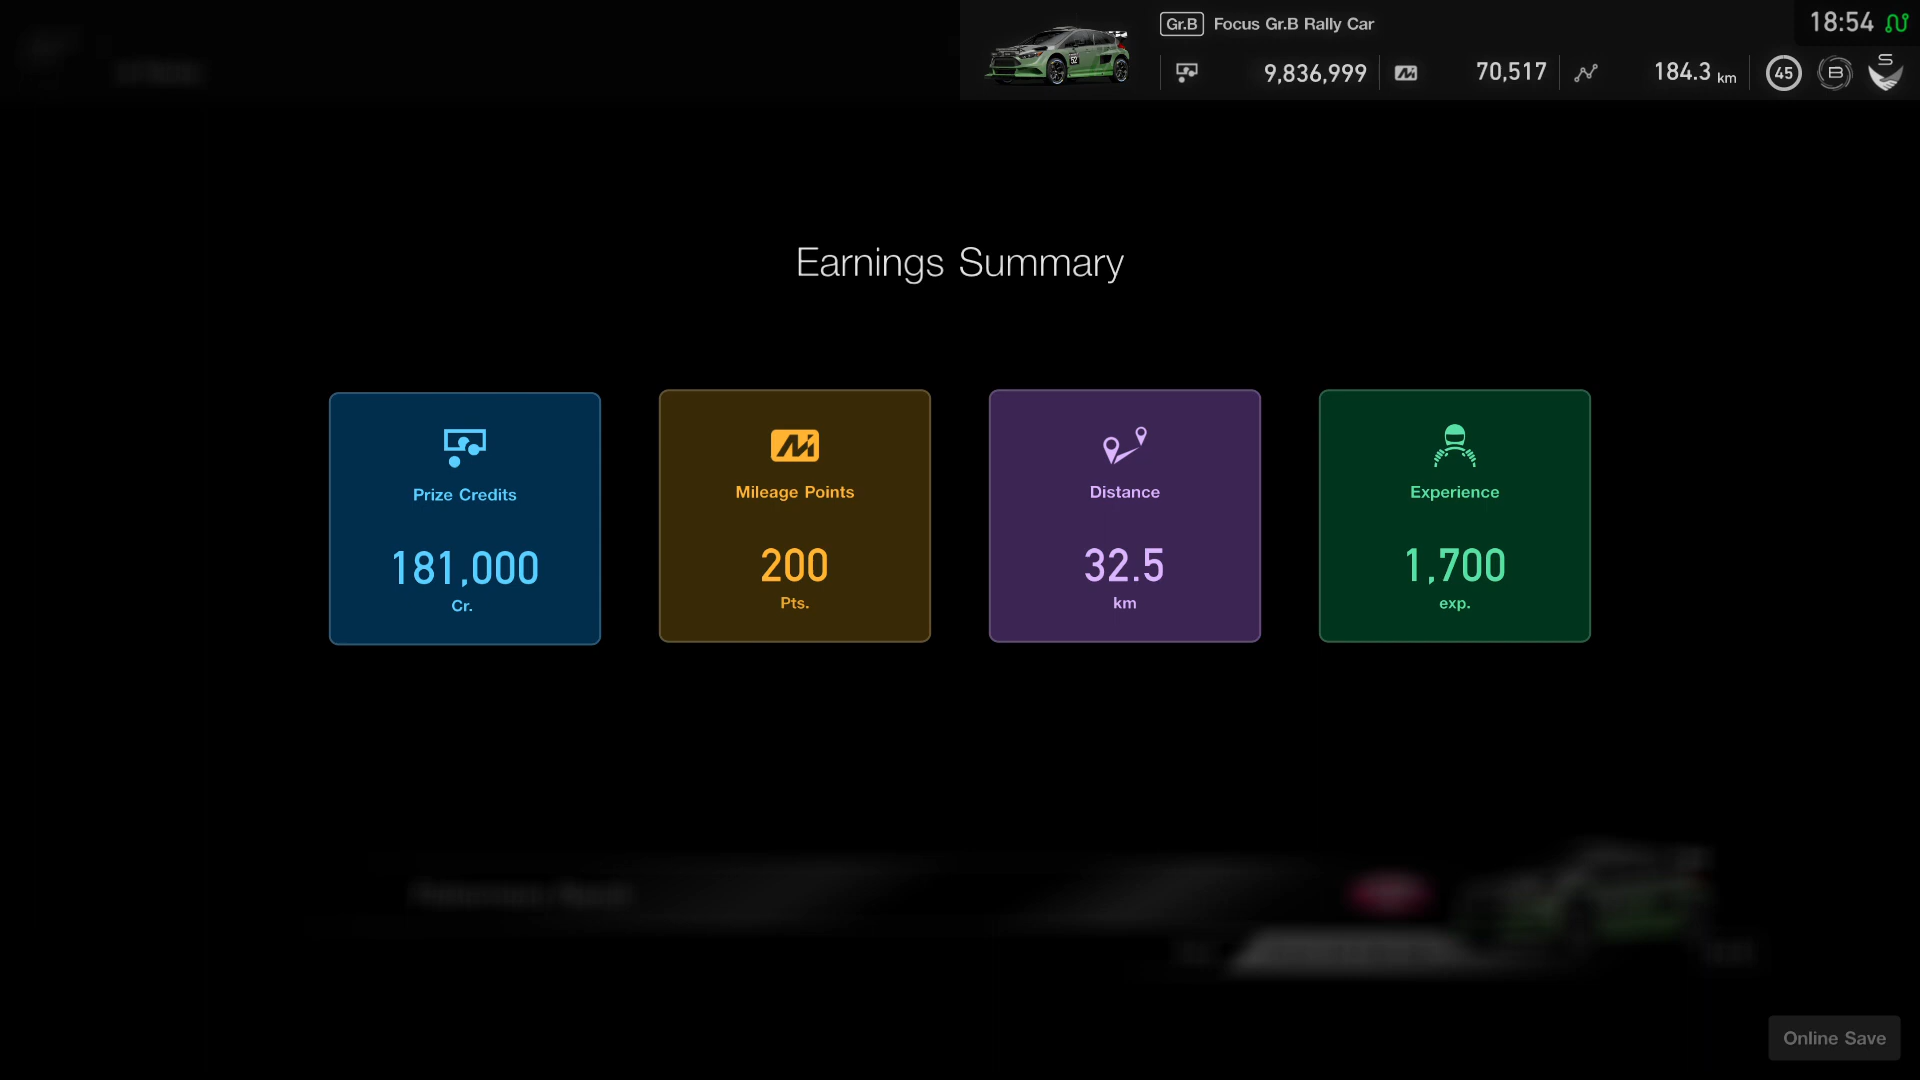 Gr.B Focus Gr.B Rally Car
18:54
9,836,999 70,517 184.3 km 45 B S
Earnings Summary
Prize Credits
181,000
Cr.
Mileage Points
200
Pts.
Distance
32.5
km
Experience
1,700
exp.
Online Save